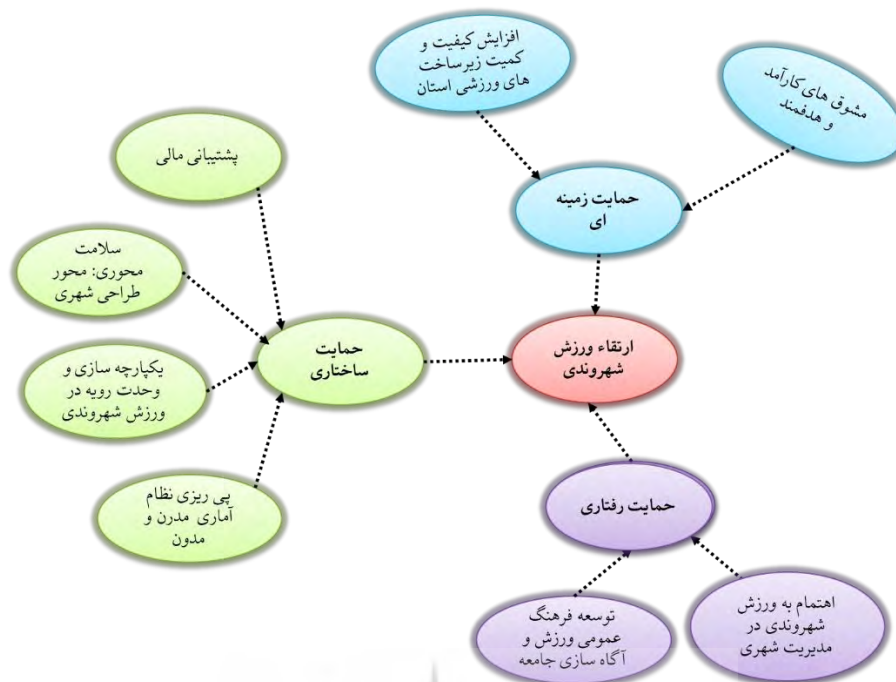 افزایش کیفیت و
کمیت زیرساخت
های ورزشی استان
مشوق های کارآمد
و هدفمند
پشتیبانی مالی
حمایت زمینه
ای
سلامت
محوری: محور
طراحی شهری
حمایت
ساختاری
ارتقاء ورزش
شهروندی
یکپارچه سازی و
وحدت رویه در
ورزش شهروندی
پی ریزی نظام
آماری مدرن و
مدون
حمایت رفتاری
اهتمام به ورزش
شهروندی در
مدیریت شهری
توسعه فرهنگ
عمومی ورزش و
آگاه سازی جامعه